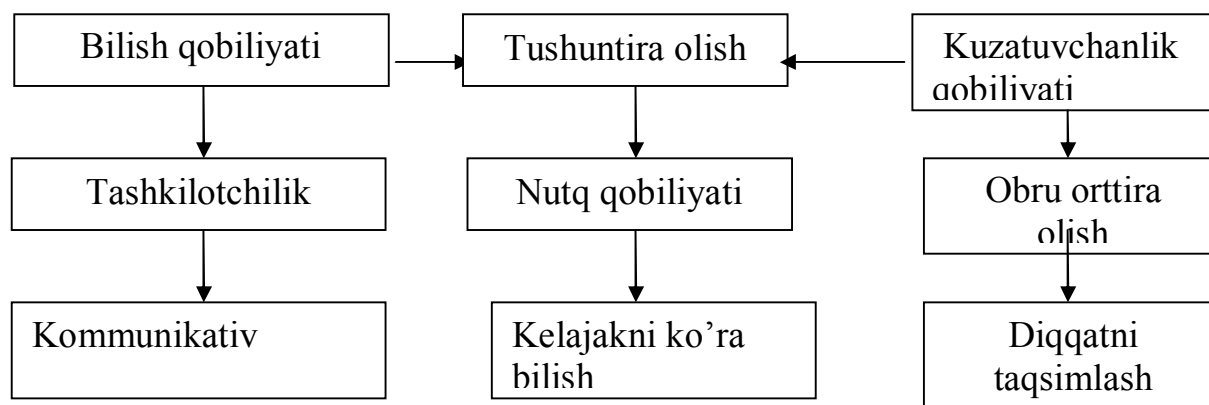 Bilish qobiliyati
Tushuntira olish
Kuzatuvchanlik
qobiliyati
Tashkilotchilik
Nutq qobiliyati
Obru orttira
olish
Kommunikativ
Kelajakni ko’ra
bilish
Diqqatni
taqsimlash